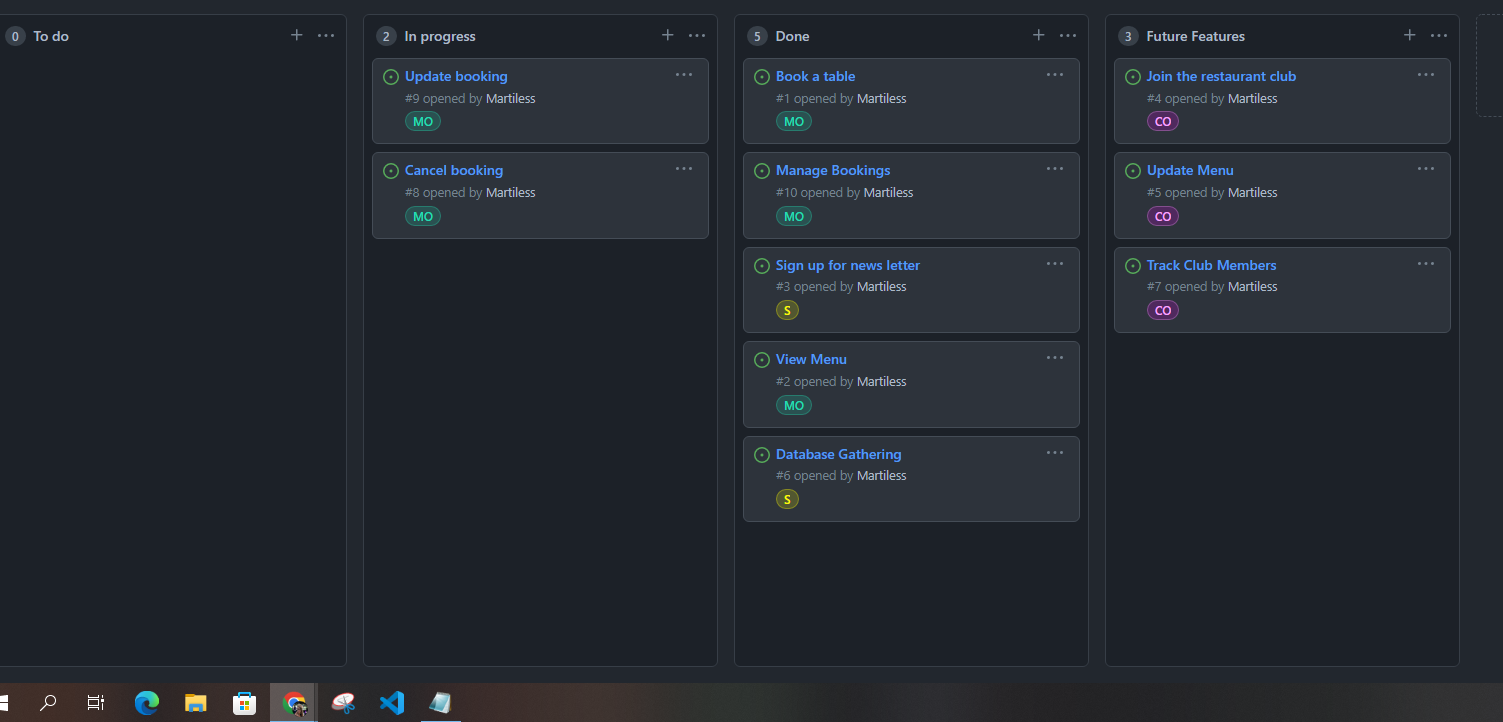 0 To do
2 In progress
Update booking
#9 opened by Martiless
MO
Cancel booking
#8 opened by Martiless
MO
5 Done
Book a table
#1 opened by Martiless
MO
Manage Bookings
#10 opened by Martiless
MO
Sign up for news letter
#3 opened by Martiless
S
View Menu
#2 opened by Martiless
MO
Database Gathering
#6 opened by Martiless
S
3 Future Features
Join the restaurant club
#4 opened by Martiless
CO
Update Menu
#5 opened by Martiless
CO
Track Club Members
#7 opened by Martiless
CO